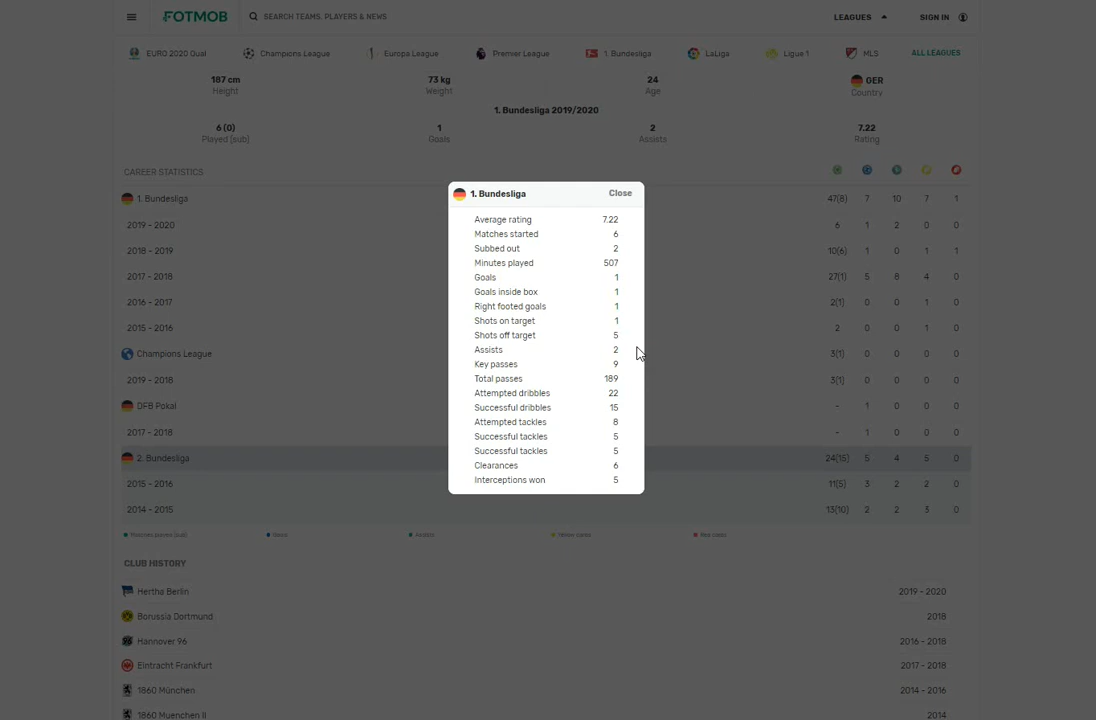 FOTMOB SEARCH TEAMS, PLAYERS & NEWS LEAGUES SIGN IN
EURO 2020 Qual Champions League Europa League Premier League 1. Bundesliga LaLiga Ligue 1 MLS ALL LEAGUES
187 cm 73 kg 24 GER
Height Weight Age Country
1. Bundesliga 2019/2020
6 (0) 1 2 7.22
Played (sub) Goals Assists Rating
CAREER STATISTICS
1. Bundesliga 47(8) 7 10 7 1
2019 - 2020 6 1 2 0 0
2018 - 2019 10(6) 1 0 1 1
2017 - 2018 27(1) 5 8 4 0
2016 - 2017 2(1) 0 0 1 0
2015 - 2016 2 0 0 1 0
Champions League 3(1) 0 0 0 0
2019 - 2018 3(1) 0 0 0 0
DFB Pokal - 1 0 0 0
2017 - 2018 - 1 0 0 0
2. Bundesliga 24(15) 5 4 5 0
2015 - 2016 11(5) 3 2 2 0
2014 - 2015 13(10) 2 2 3 0
Matches played (sub) Goals Assists Yellow cards Red cards
1. Bundesliga Close
Average rating 7.22
Matches started 6
Subbed out 2
Minutes played 507
Goals 1
Goals inside box 1
Right footed goals 1
Shots on target 1
Shots off target 5
Assists 2
Key passes 9
Total passes 189
Attempted dribbles 22
Successful dribbles 15
Attempted tackles 8
Successful tackles 5
Successful tackles 5
Clearances 6
Interceptions won 5
CLUB HISTORY
Hertha Berlin 2019 - 2020
Borussia Dortmund 2018
Hannover 96 2016 - 2018
Eintracht Frankfurt 2017 - 2018
1860 München 2014 - 2016
1860 Muenchen II 2014